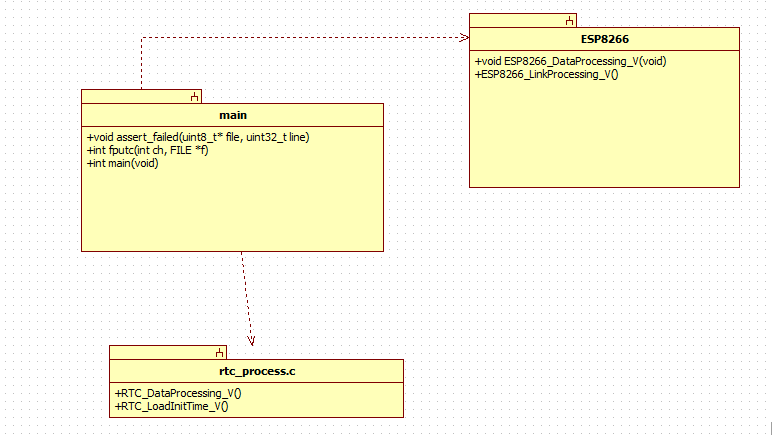 ESP8266
+void ESP8266_DataProcessing_V(void)
+ESP8266_LinkProcessing_V()
main
+void assert_failed(uint8_t* file, uint32_t line)
+int fputc(int ch, FILE *f)
+int main(void)
rtc_process.c
+RTC_DataProcessing_V()
+RTC_LoadInitTime_V()